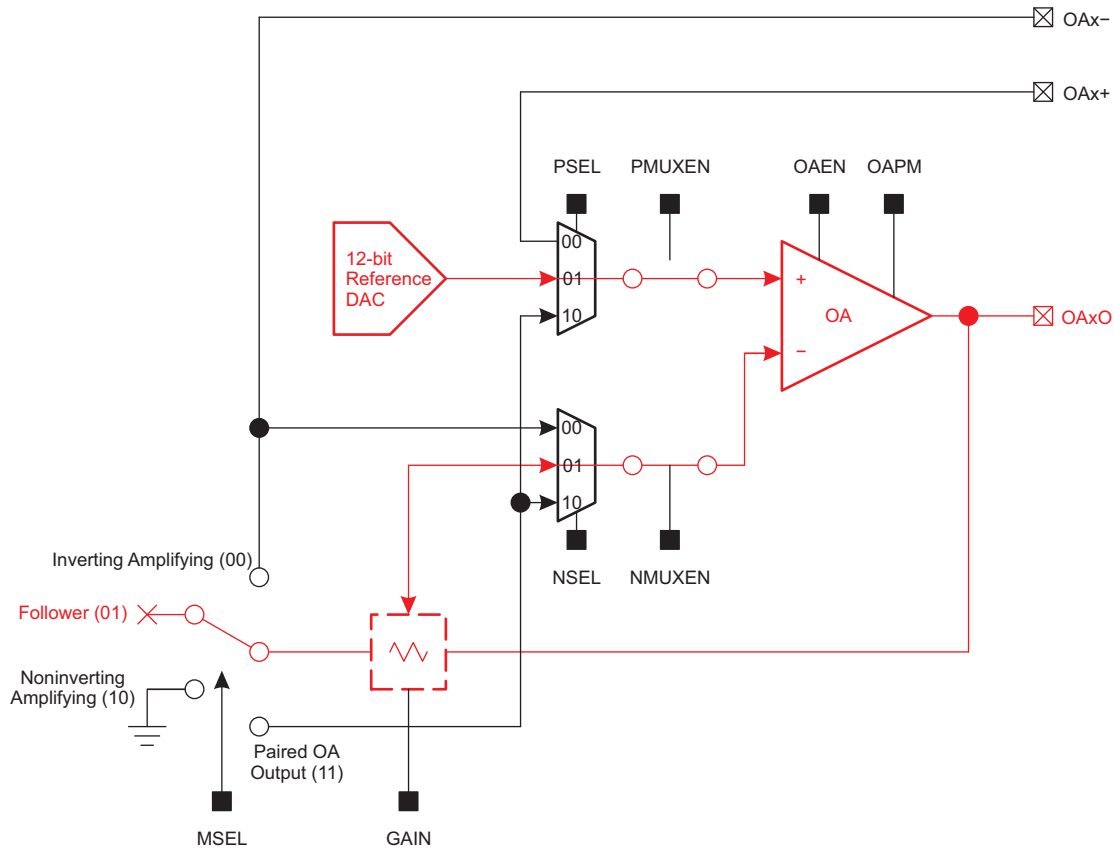 OAx−
OAx+
PSEL PMUXEN OAEN OAPM
00
12-bit
Reference
DAC
01
+
10
OA
OAxO
−
00
01
10
Inverting Amplifying (00)
NSEL NMUXEN
Follower (01)
Noninverting
Amplifying (10)
Paired OA
Output (11)
MSEL GAIN